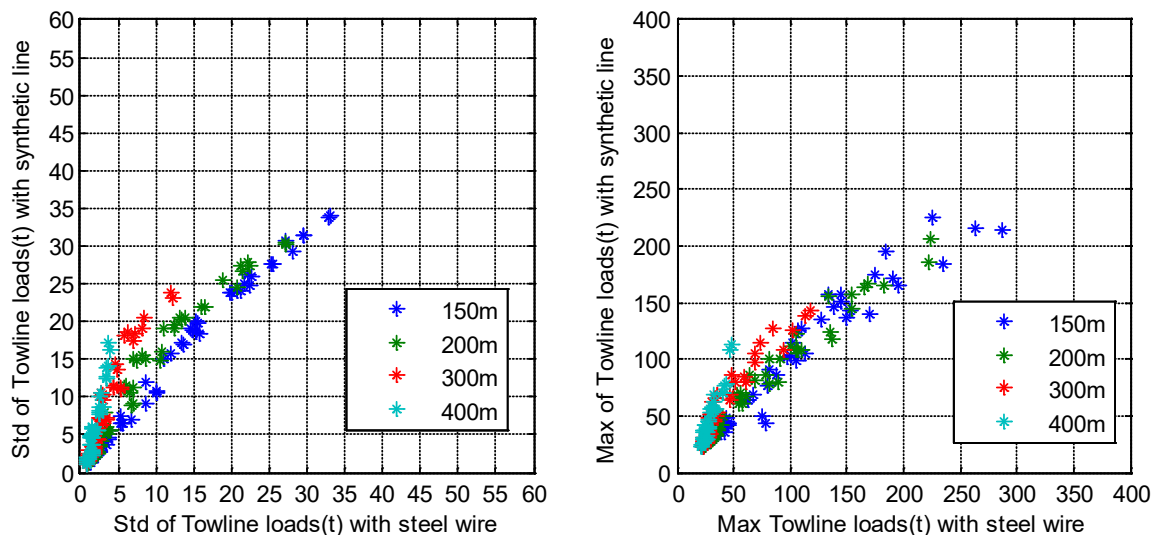 Std of Towline loads(t) with synthetic line
60
55
50
45
40
35
30
25
20
15
10
5
0
0 5 10 15 20 25 30 35 40 45 50 55 60
Std of Towline loads(t) with steel wire
150m
200m
300m
400m
Max of Towline loads(t) with synthetic line
400
350
300
250
200
150
100
50
0
0 50 100 150 200 250 300 350 400
Max Towline loads(t) with steel wire
150m
200m
300m
400m